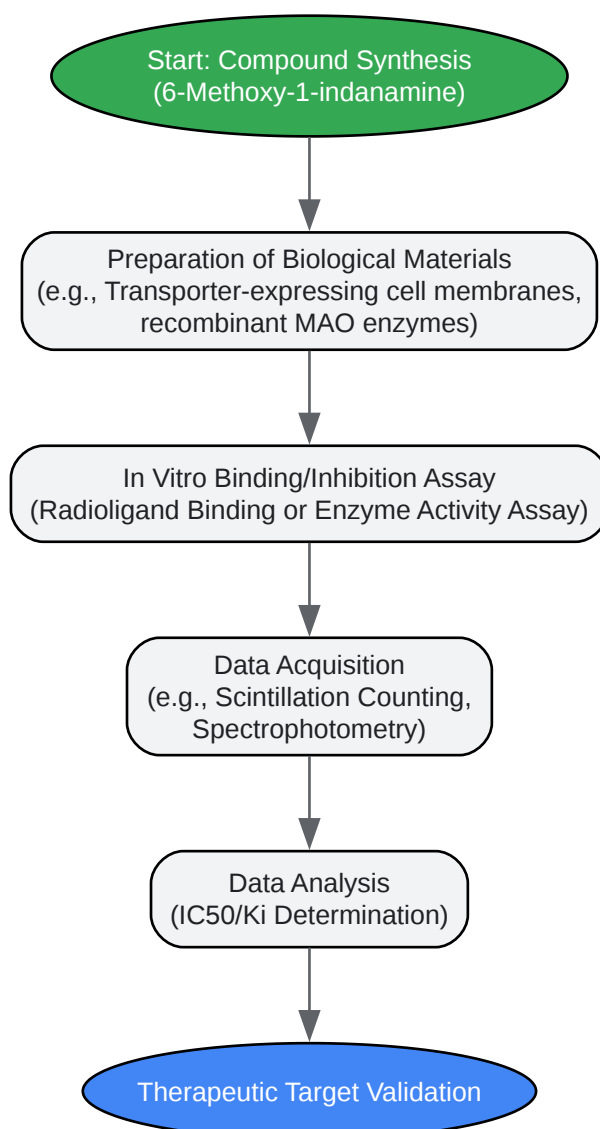 Start: Compound Synthesis
(6-Methoxy-1-indanamine)
Preparation of Biological Materials
(e.g., Transporter-expressing cell membranes,
recombinant MAO enzymes)
In Vitro Binding/Inhibition Assay
(Radioligand Binding or Enzyme Activity Assay)
Data Acquisition
(e.g., Scintillation Counting,
Spectrophotometry)
Data Analysis
(IC50/Ki Determination)
Therapeutic Target Validation